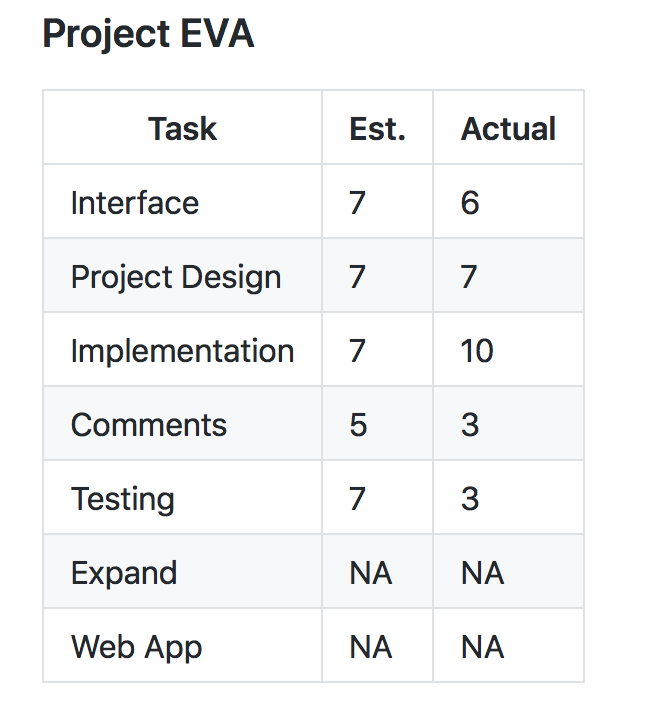 Project EVA
Task Est. Actual
Interface 7 6
Project Design 7 7
Implementation 7 10
Comments 5 3
Testing 7 3
Expand NA NA
Web App NA NA